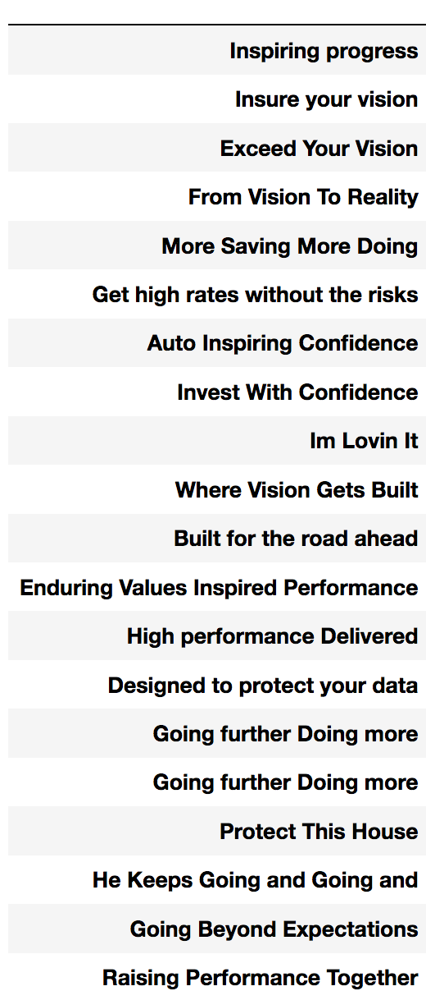 Inspiring progress
Insure your vision
Exceed Your Vision
From Vision To Reality
More Saving More Doing
Get high rates without the risks
Auto Inspiring Confidence
Invest With Confidence
Im Lovin It
Where Vision Gets Built
Built for the road ahead
Enduring Values Inspired Performance
High performance Delivered
Designed to protect your data
Going further Doing more
Going further Doing more
Protect This House
He Keeps Going and Going and
Going Beyond Expectations
Raising Performance Together